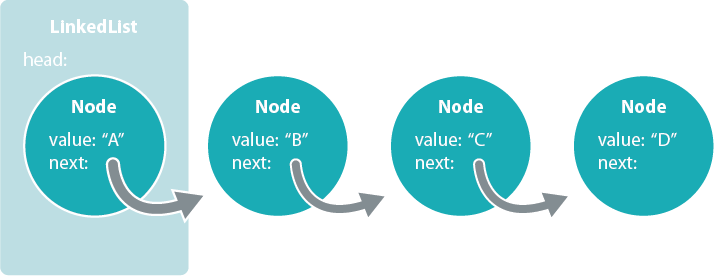 LinkedList
head:
Node
value: “A”
next:
Node
value: “B”
next:
Node
value: “C”
next:
Node
value: “D”
next: